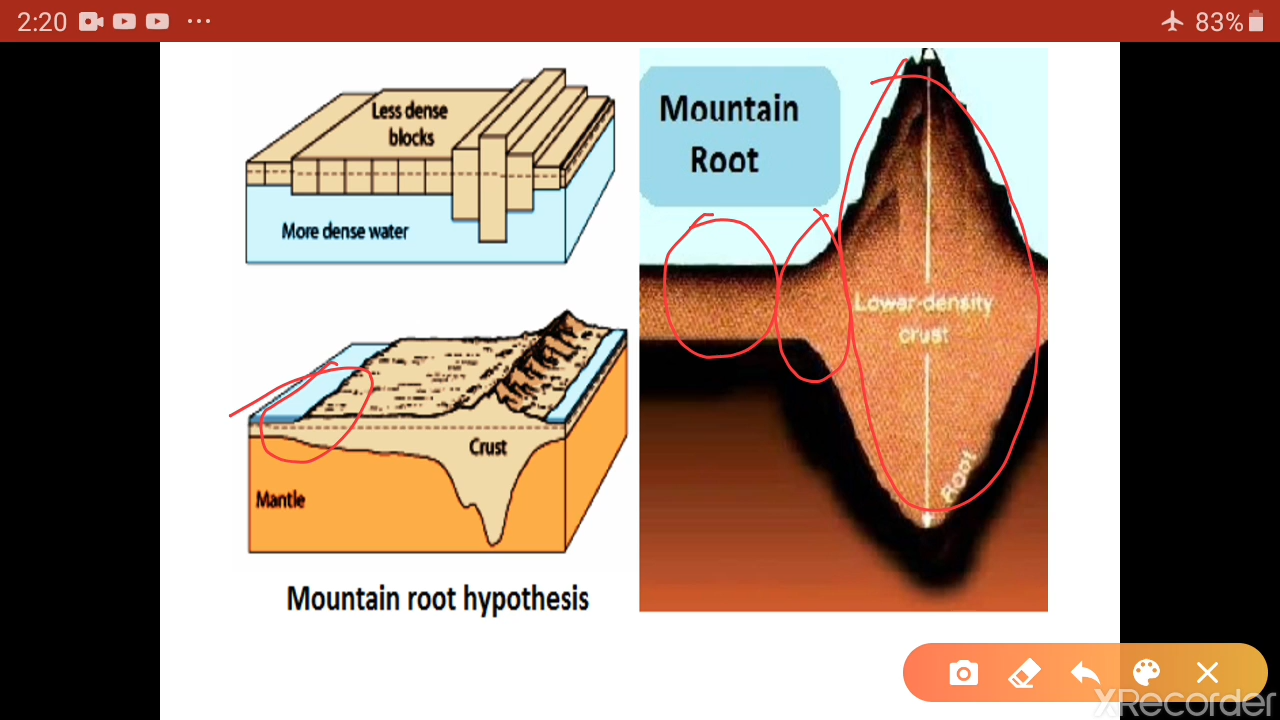 2:20
83%
Less dense
blocks
More dense water
Mountain
Root
Lower-density
crust
Root
Crust
Mantle
Mountain root hypothesis
XRecorder